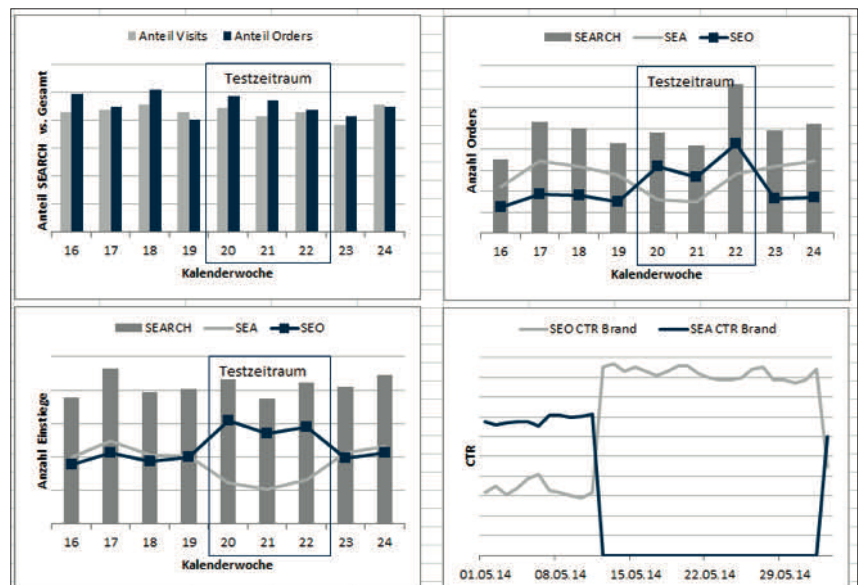 Anteil Visits Anteil Orders
Testzeitraum
Anteil SEARCH vs. Gesamt
16 17 18 19 20 21 22 23 24
Kalenderwoche
SEARCH SEA SEO
Testzeitraum
Anzahl Orders
16 17 18 19 20 21 22 23 24
Kalenderwoche
SEARCH SEA SEO
Testzeitraum
Anzahl Einstiege
16 17 18 19 20 21 22 23 24
Kalenderwoche
SEO CTR Brand SEA CTR Brand
CTR
01.05.14 08.05.14 15.05.14 22.05.14 29.05.14